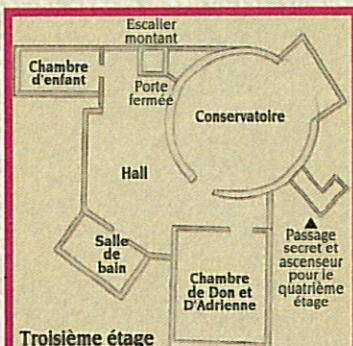 Escalier
montant
Chambre
d'enfant
Porte
fermée
Conservatoire
Hall
Salle
de
bain
Chambre
de Don et
D'Adrienne
Passage
secret et
ascenseur
pour le
quatrième
étage
Troisième étage